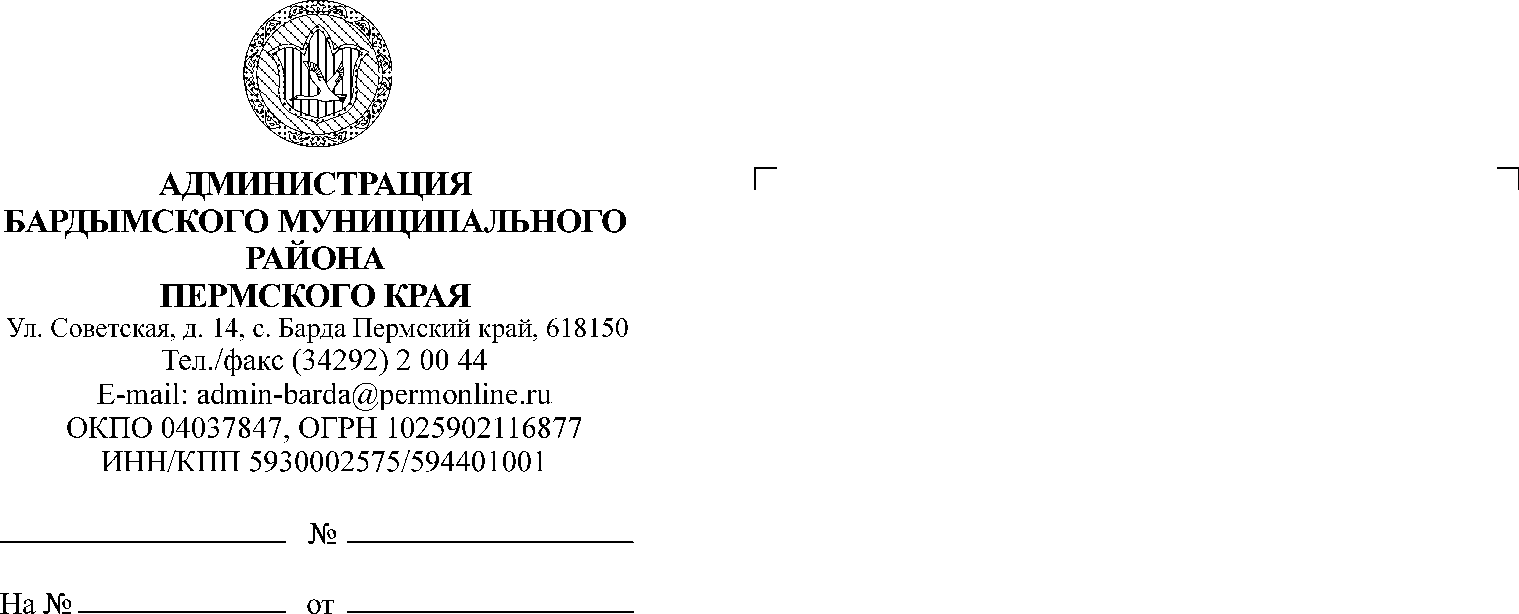 АДМИНИСТРАЦИЯ
БАРДЫМСКОГО МУНИЦИПАЛЬНОГО
РАЙОНА
ПЕРМСКОГО КРАЯ
Ул. Советская, д. 14, с. Барда Пермский край, 618150
Тел./факс (34292) 2 00 44
E-mail: admin-barda@permonline.ru
ОКПО 04037847, ОГРН 1025902116877
ИНН/КПП 5930002575/594401001
№
На № от